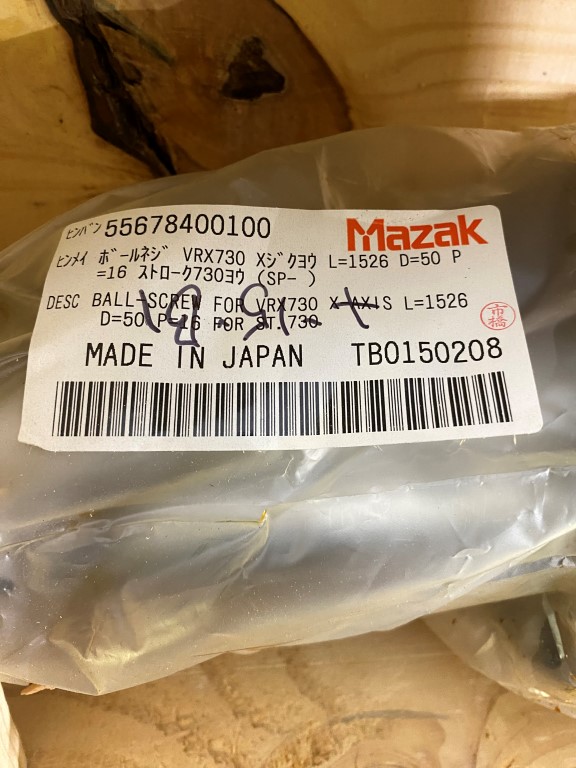 ヒンバン 55678400100
Mazak
ヒンメイ ボールネジ VRX730 Xジクヨウ L=1526 D=50 P
=16 ストローク730ヨウ (SP- )
DESC BALL-SCREW FOR VRX730 X-AXIS L=1526
D=50 P=16 FOR ST.730
市橋
MADE IN JAPAN TB0150208